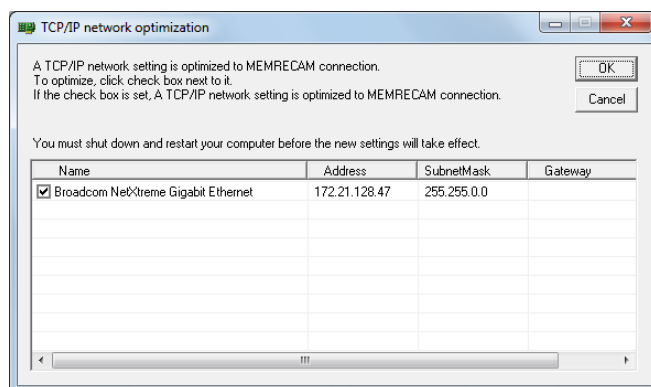 TCP/IP network optimization
A TCP/IP network setting is optimized to MEMRECAM connection.
To optimize, click check box next to it.
If the check box is set, A TCP/IP network setting is optimized to MEMRECAM connection.
OK
Cancel
You must shut down and restart your computer before the new settings will take effect.
Name Address SubnetMask Gateway
Broadcom NetXtreme Gigabit Ethernet 172.21.128.47 255.255.0.0